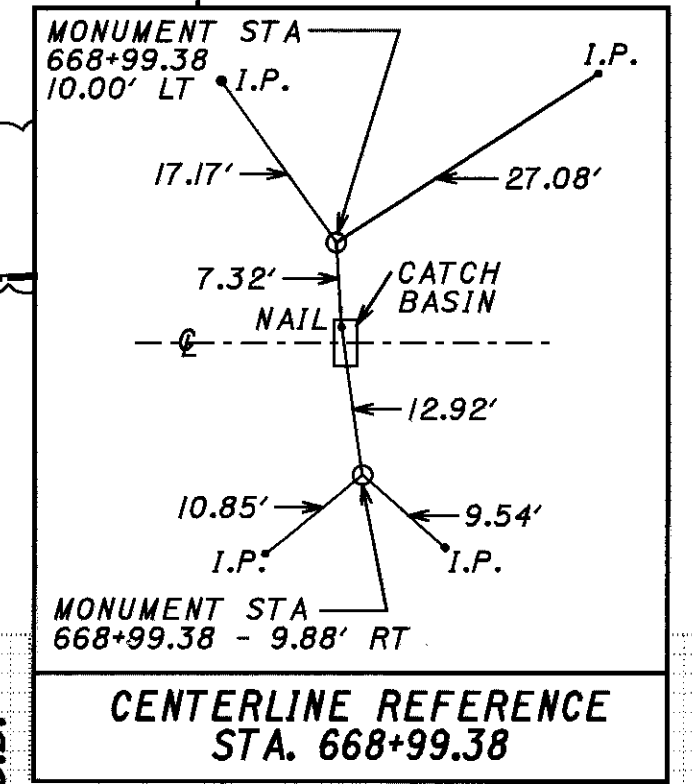 MONUMENT STA
668+99.38
10.00' LT
I.P.
I.P.
17.17'
27.08'
7.32'
CATCH
BASIN
NAIL
℄
12.92'
10.85'
9.54'
I.P.
I.P.
MONUMENT STA
668+99.38 - 9.88' RT
CENTERLINE REFERENCE
STA. 668+99.38